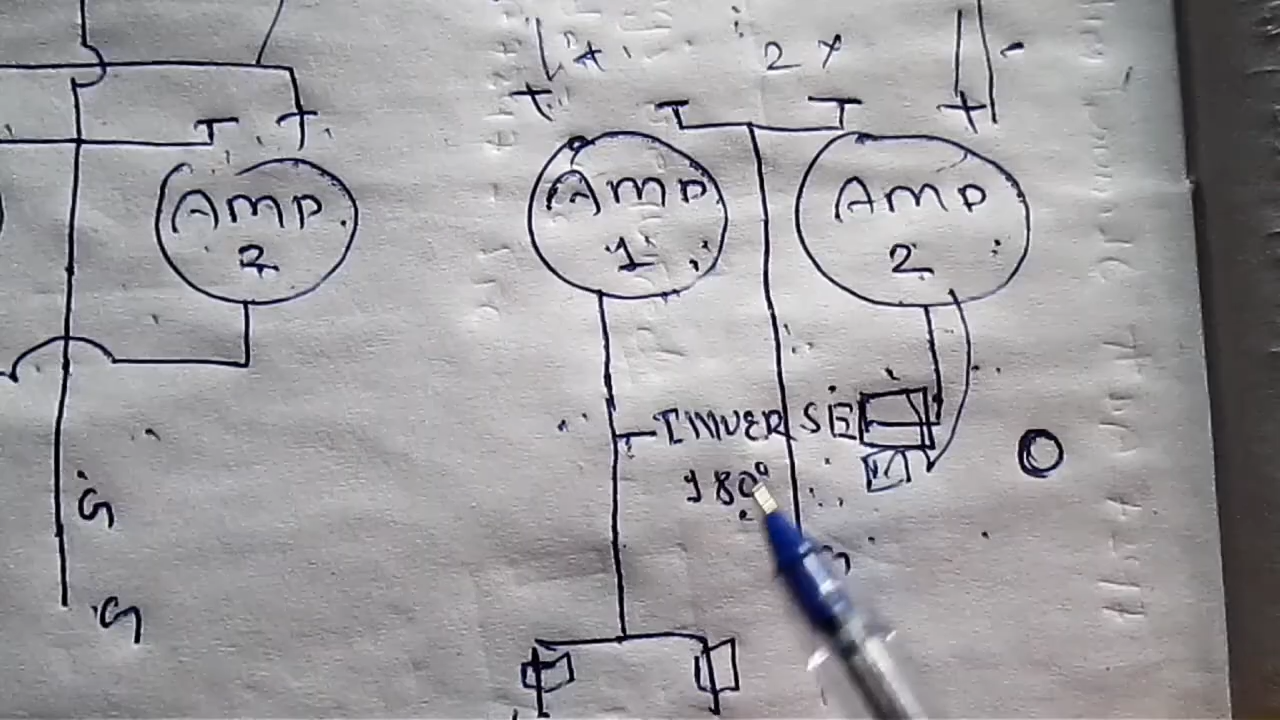 + 2 Y -
T + + T T +
AMP AMP AMP
2 1 2
INVERSE
180°
G
G